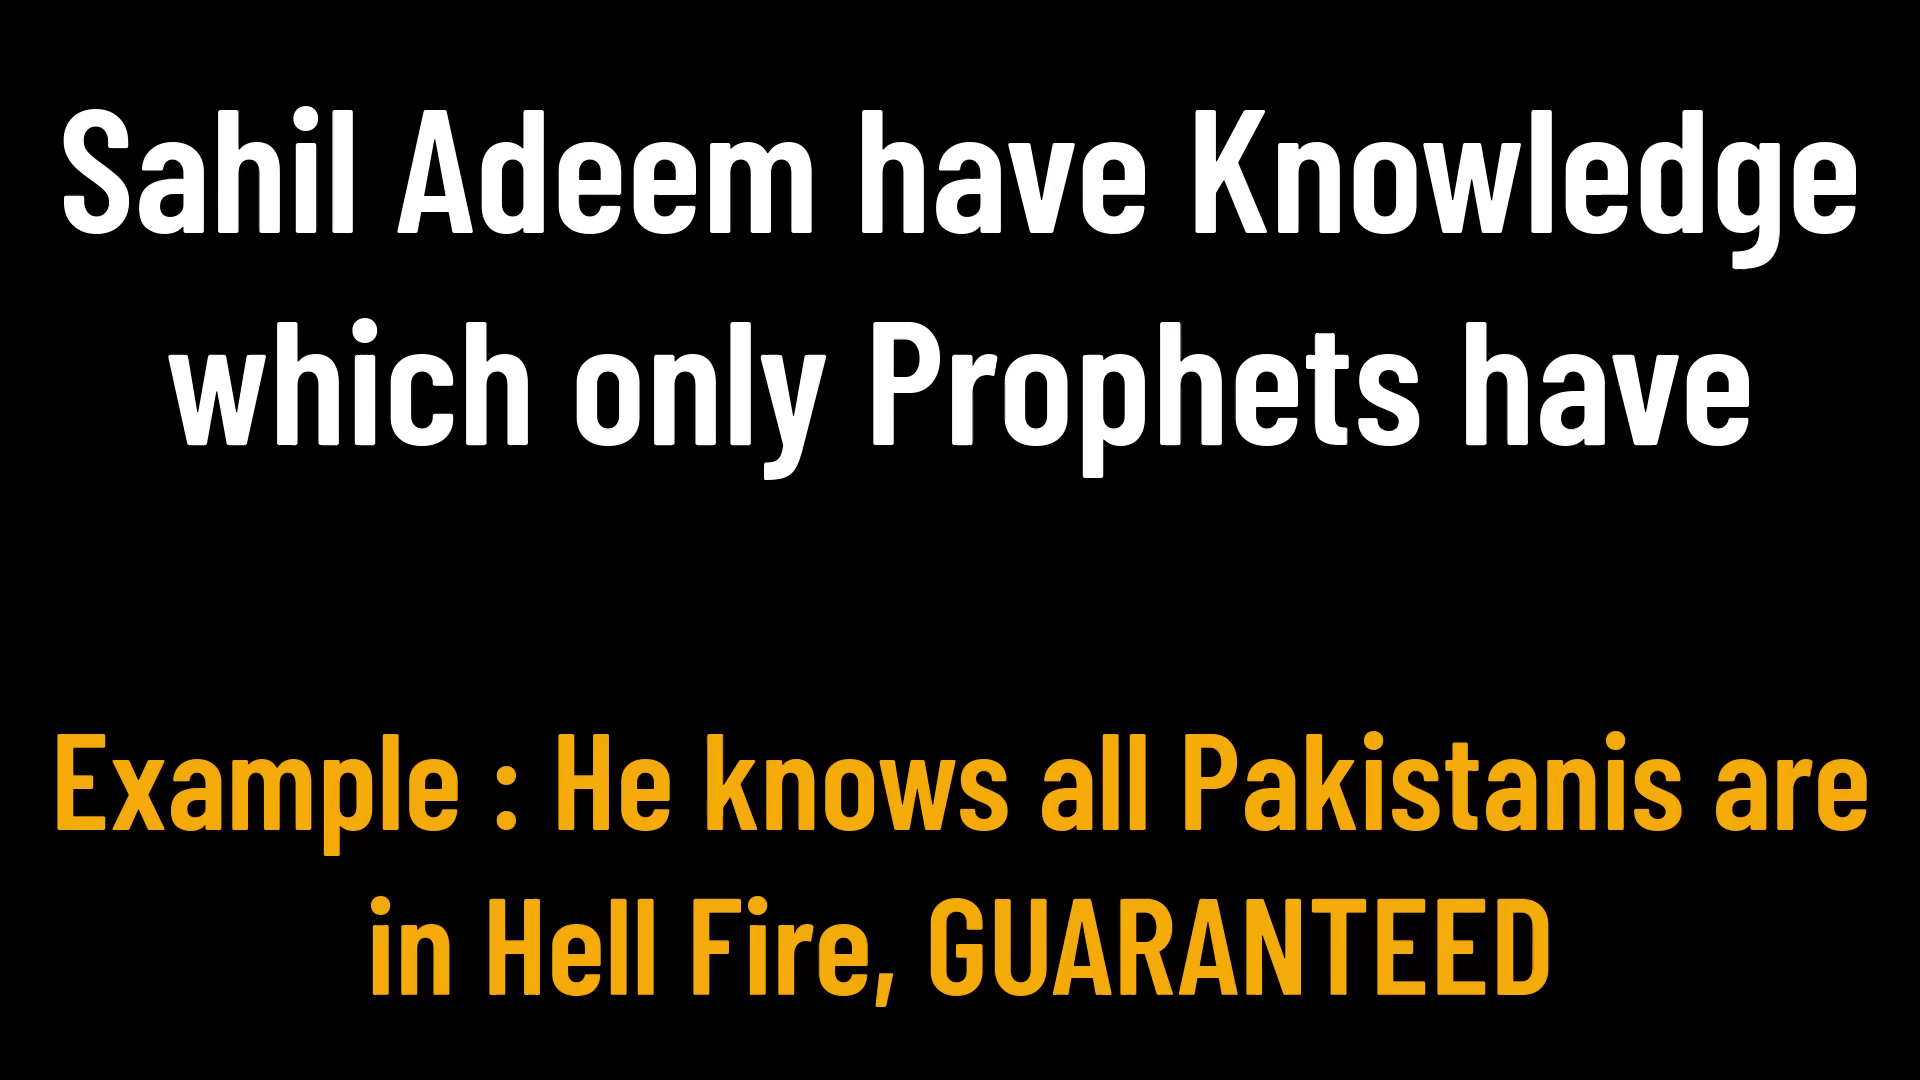 Sahil Adeem have Knowledge
which only Prophets have
Example : He knows all Pakistanis are
in Hell Fire, GUARANTEED